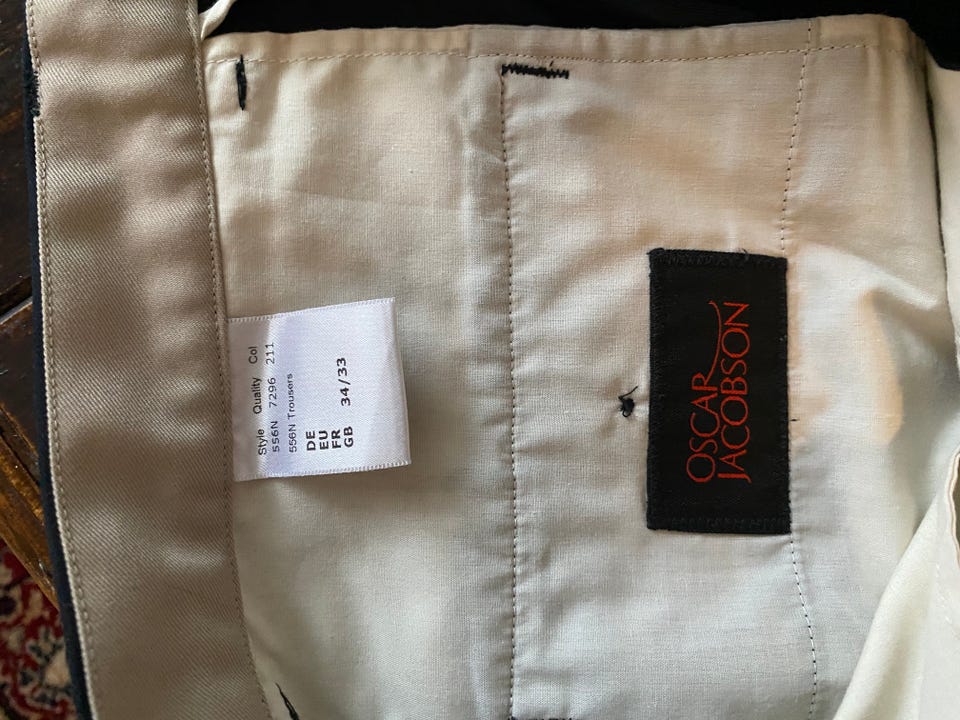 Style Quality Col
556N 7296 211
556N Trousers
DE
EU
FR
GB 34/33
OSCAR
JACOBSON